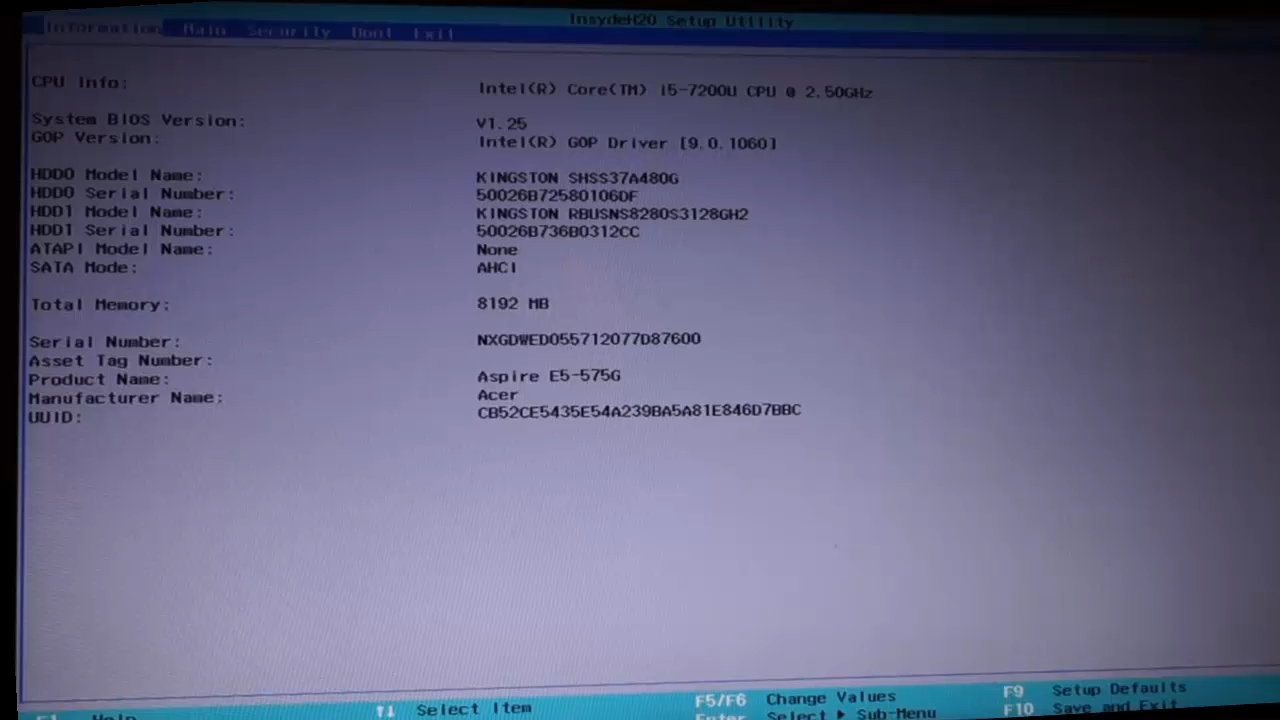 InsydeH20 Setup Utility
Information Main Security Boot Exit
CPU Info: Intel(R) Core(TM) i5-7200U CPU @ 2.50GHz
System BIOS Version: V1.25
GOP Version: Intel(R) GOP Driver [9.0.1060]
HDD0 Model Name: KINGSTON SHSS37A480G
HDD0 Serial Number: 50026B72580106DF
HDD1 Model Name: KINGSTON RBUSNS8280S3128GH2
HDD1 Serial Number: 50026B736B0312CC
ATAPI Model Name: None
SATA Mode: AHCI
Total Memory: 8192 MB
Serial Number: NXGDWED055712077D87600
Asset Tag Number:
Product Name: Aspire E5-575G
Manufacturer Name: Acer
UUID: CB52CE5435E54A239BA5A81E846D7BBC
F5/F6 Change Values F9 Setup Defaults
F1 Help ↑↓ Select Item Enter Select ► Sub-Menu F10 Save and Exit